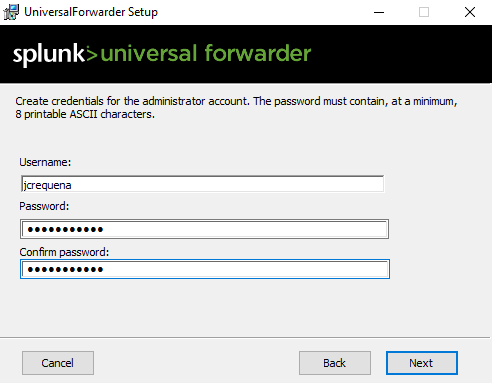 UniversalForwarder Setup
splunk>universal forwarder
Create credentials for the administrator account. The password must contain, at a minimum,
8 printable ASCII characters.
Username:
jcrequena
Password:
●●●●●●●●●●●
Confirm password:
●●●●●●●●●●●
Cancel
Back
Next